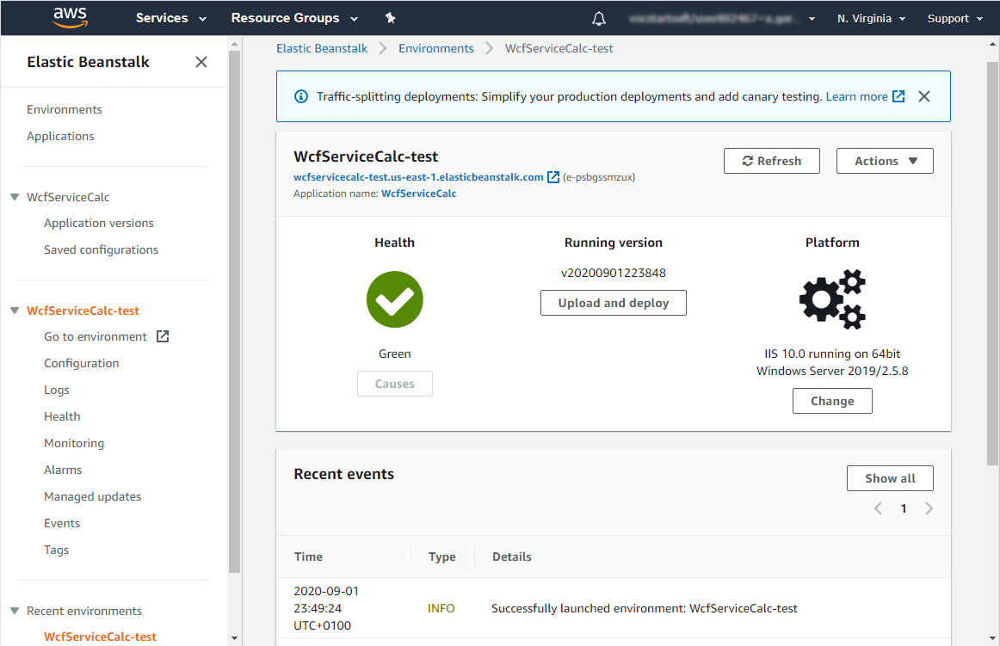 aws
Services
Resource Groups
N. Virginia
Support
Elastic Beanstalk
Environments
Applications
WcfServiceCalc
Application versions
Saved configurations
WcfServiceCalc-test
Go to environment
Configuration
Logs
Health
Monitoring
Alarms
Managed updates
Events
Tags
Recent environments
WcfServiceCalc-test
Elastic Beanstalk > Environments > WcfServiceCalc-test
Traffic-splitting deployments: Simplify your production deployments and add canary testing. Learn more
WcfServiceCalc-test
wcfservicecalc-test.us-east-1.elasticbeanstalk.com (e-psbgssmzux)
Application name: WcfServiceCalc
Refresh
Actions
Health
Green
Causes
Running version
v20200901223848
Upload and deploy
Platform
IIS 10.0 running on 64bit
Windows Server 2019/2.5.8
Change
Recent events
Show all
1
Time Type Details
2020-09-01
23:49:24
UTC+0100
INFO
Successfully launched environment: WcfServiceCalc-test